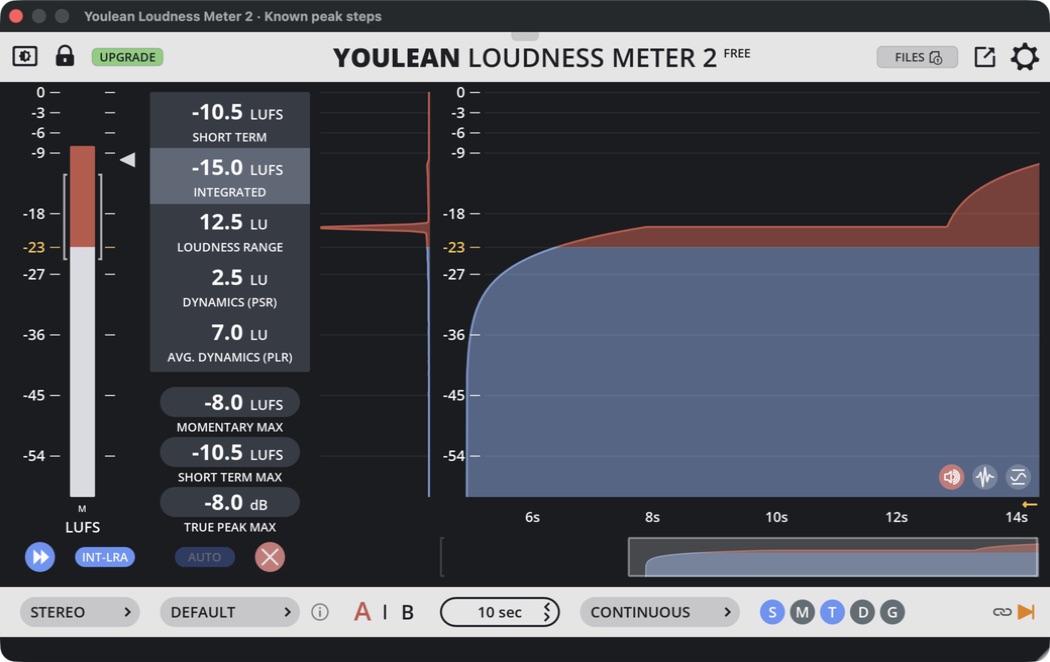 Youlean Loudness Meter 2 · Known peak steps
UPGRADE
YOULEAN LOUDNESS METER 2 FREE
FILES
0
-3
-6
-9
-18
-23
-27
-36
-45
-54
M
LUFS
-10.5 LUFS
SHORT TERM
-15.0 LUFS
INTEGRATED
12.5 LU
LOUDNESS RANGE
2.5 LU
DYNAMICS (PSR)
7.0 LU
AVG. DYNAMICS (PLR)
-8.0 LUFS
MOMENTARY MAX
-10.5 LUFS
SHORT TERM MAX
-8.0 dB
TRUE PEAK MAX
0
-3
-6
-9
-18
-23
-27
-36
-45
-54
6s 8s 10s 12s 14s
INT-LRA
AUTO
STEREO DEFAULT A | B 10 sec CONTINUOUS S M T D G